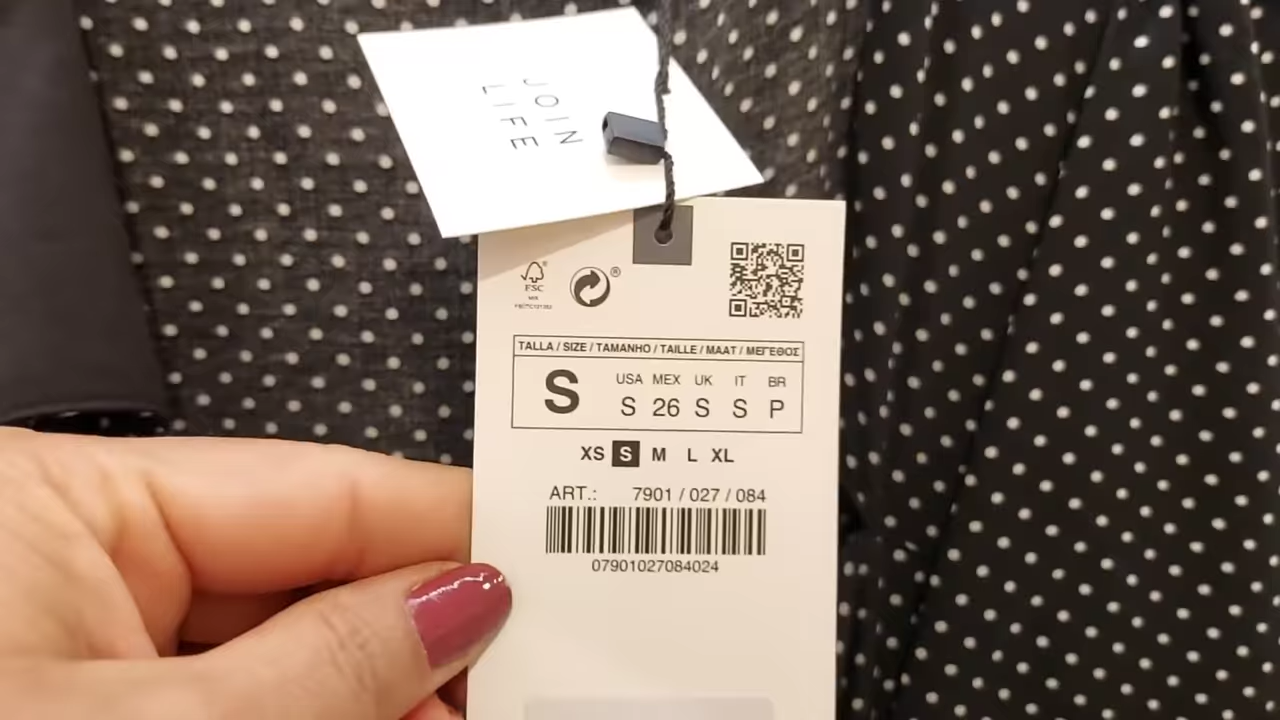 JOIN
LIFE
®
FSC
MIX
®
TALLA / SIZE / TAMANHO / TAILLE / MAAT / ΜΕΓΕΘΟΣ
S
USA MEX UK IT BR
S 26 S S P
XS S M L XL
ART.: 7901 / 027 / 084
07901027084024